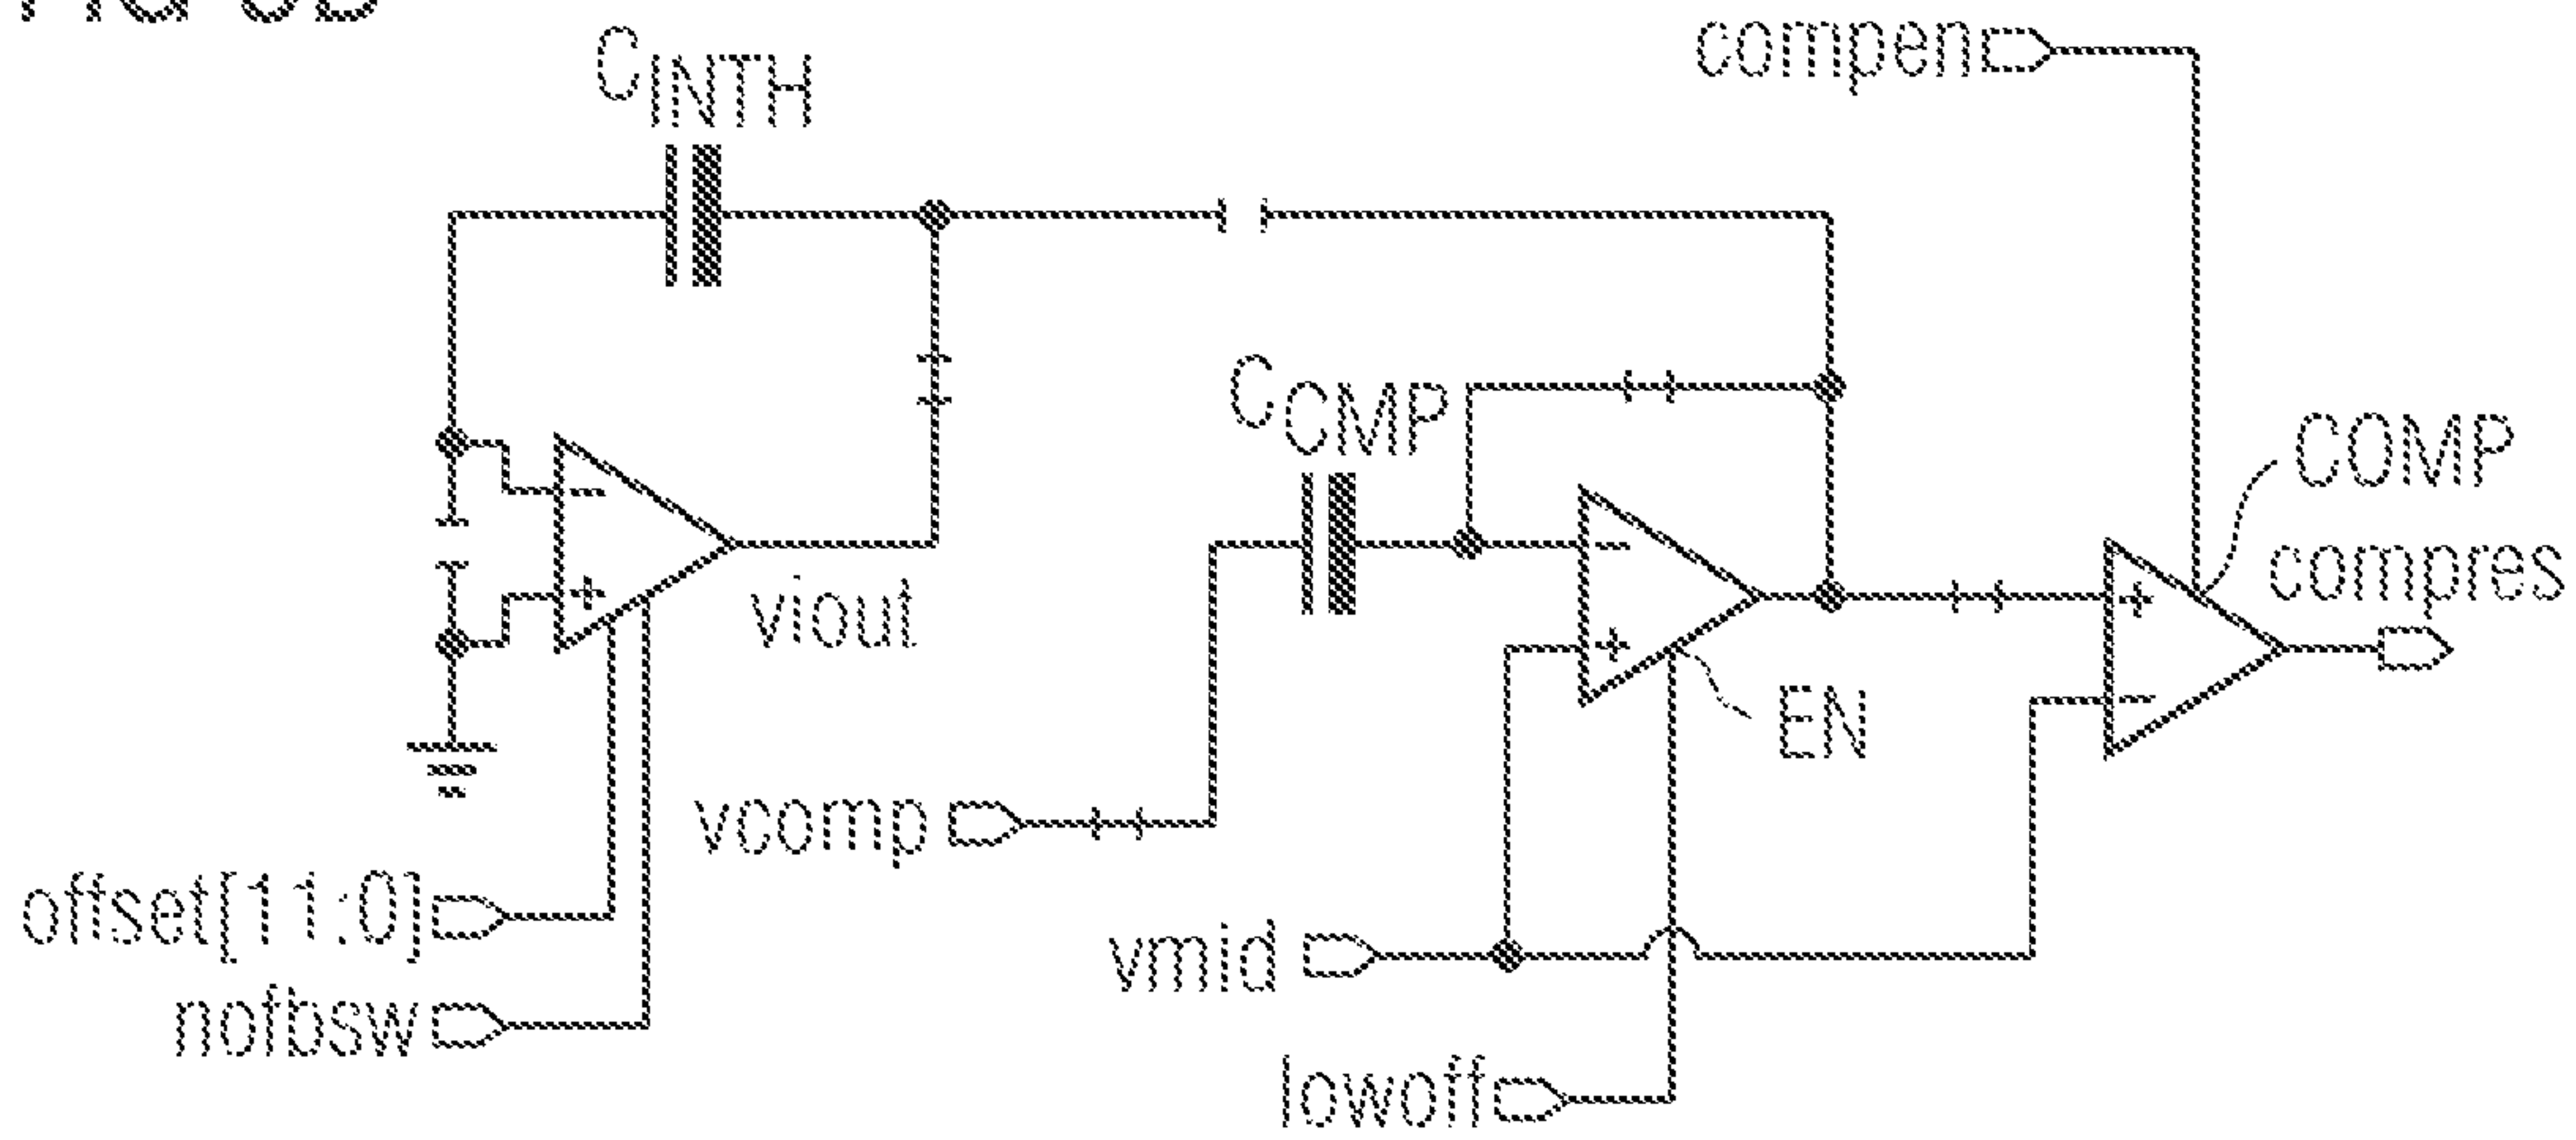 compen
CINTH
CCMP
COMP
compres
viout
EN
vcomp
offset[11:0]
vmid
nofbsw
lowoff